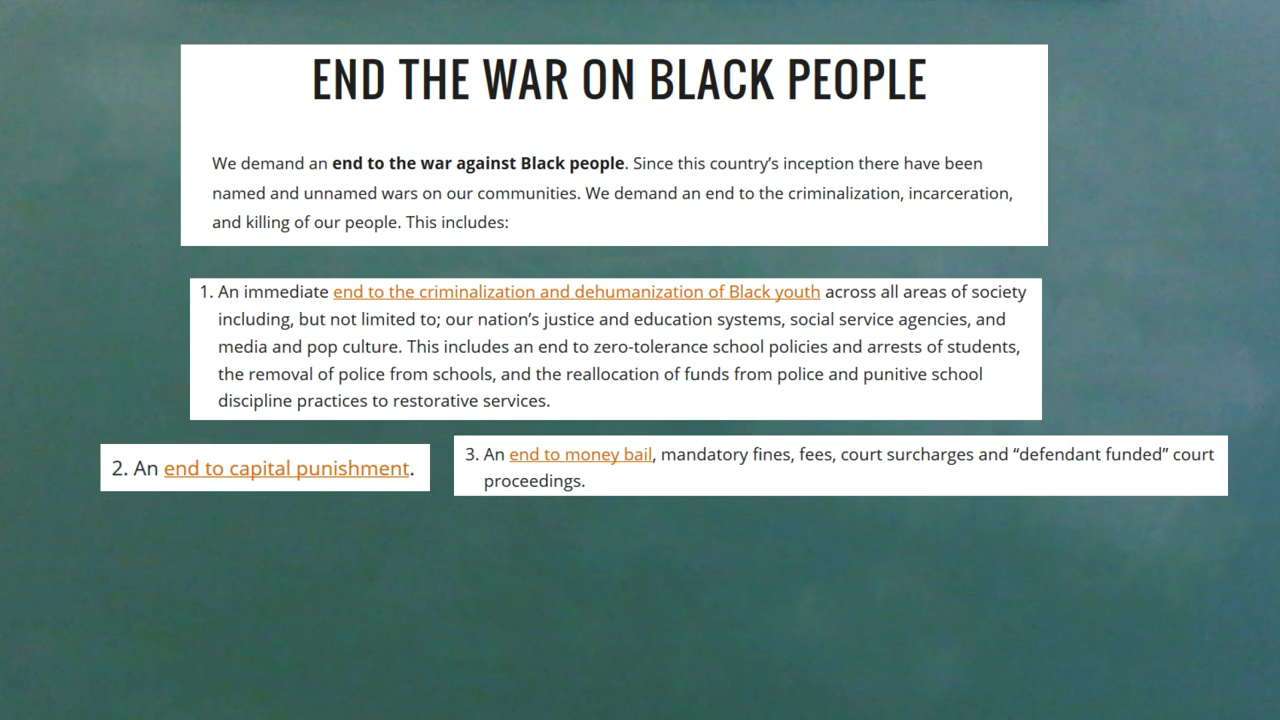 END THE WAR ON BLACK PEOPLE
We demand an end to the war against Black people. Since this country’s inception there have been
named and unnamed wars on our communities. We demand an end to the criminalization, incarceration,
and killing of our people. This includes:
1. An immediate end to the criminalization and dehumanization of Black youth across all areas of society
including, but not limited to; our nation’s justice and education systems, social service agencies, and
media and pop culture. This includes an end to zero-tolerance school policies and arrests of students,
the removal of police from schools, and the reallocation of funds from police and punitive school
discipline practices to restorative services.
2. An end to capital punishment.
3. An end to money bail, mandatory fines, fees, court surcharges and “defendant funded” court
proceedings.